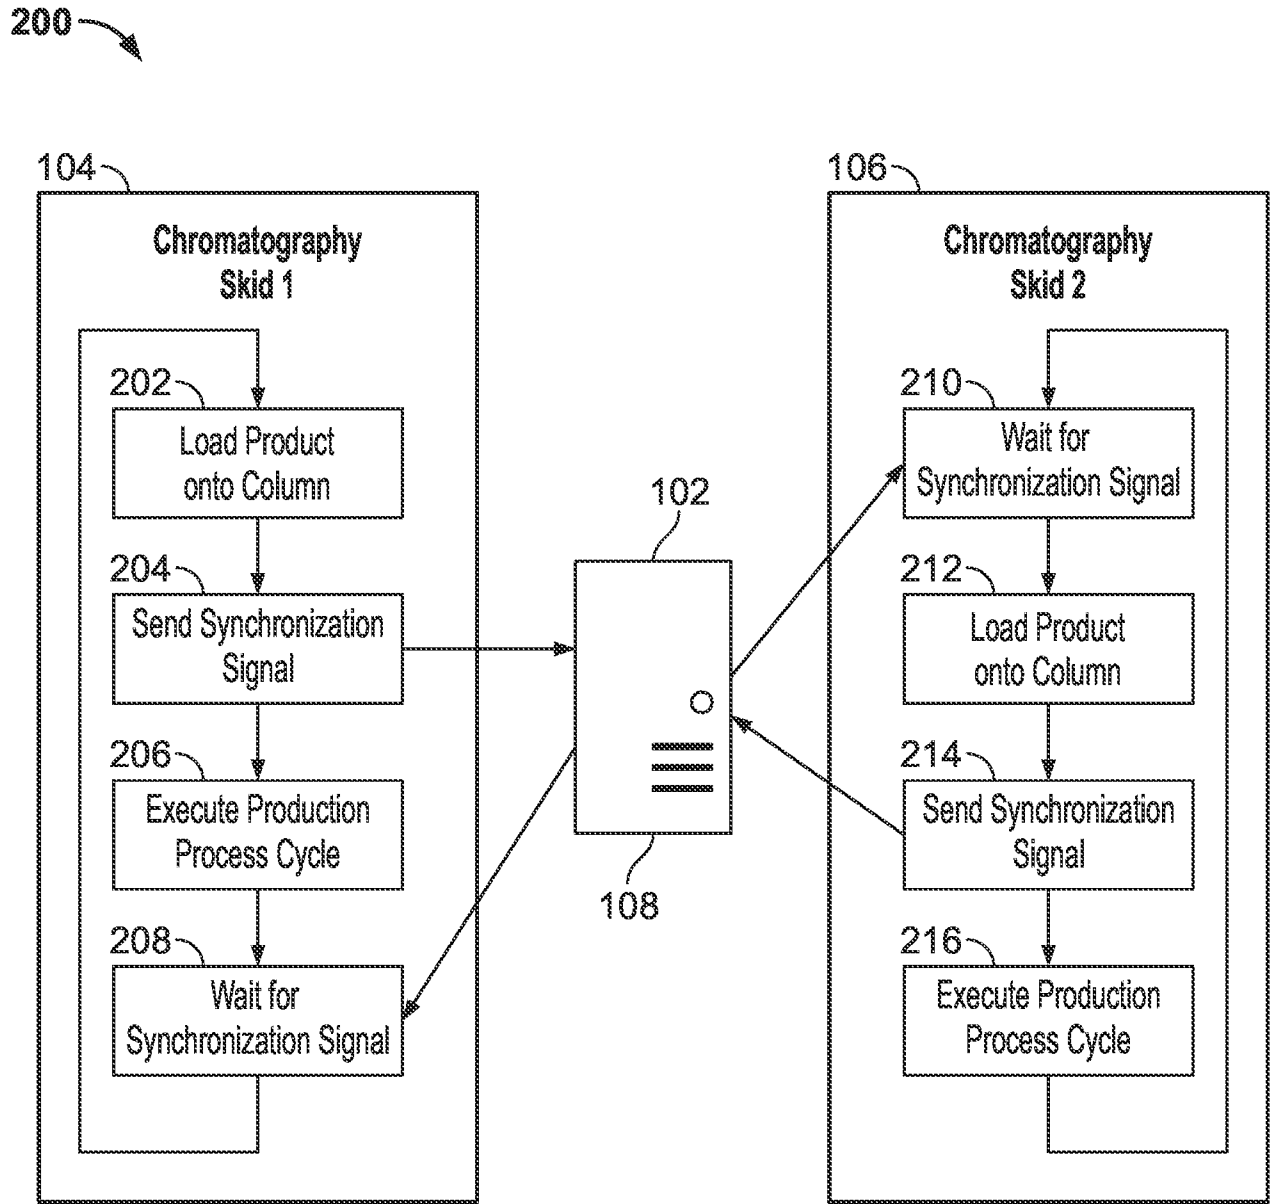 200
104
Chromatography
Skid 1
202
Load Product
onto Column
204
Send Synchronization
Signal
206
Execute Production
Process Cycle
208
Wait for
Synchronization Signal
102
108
106
Chromatography
Skid 2
210
Wait for
Synchronization Signal
212
Load Product
onto Column
214
Send Synchronization
Signal
216
Execute Production
Process Cycle